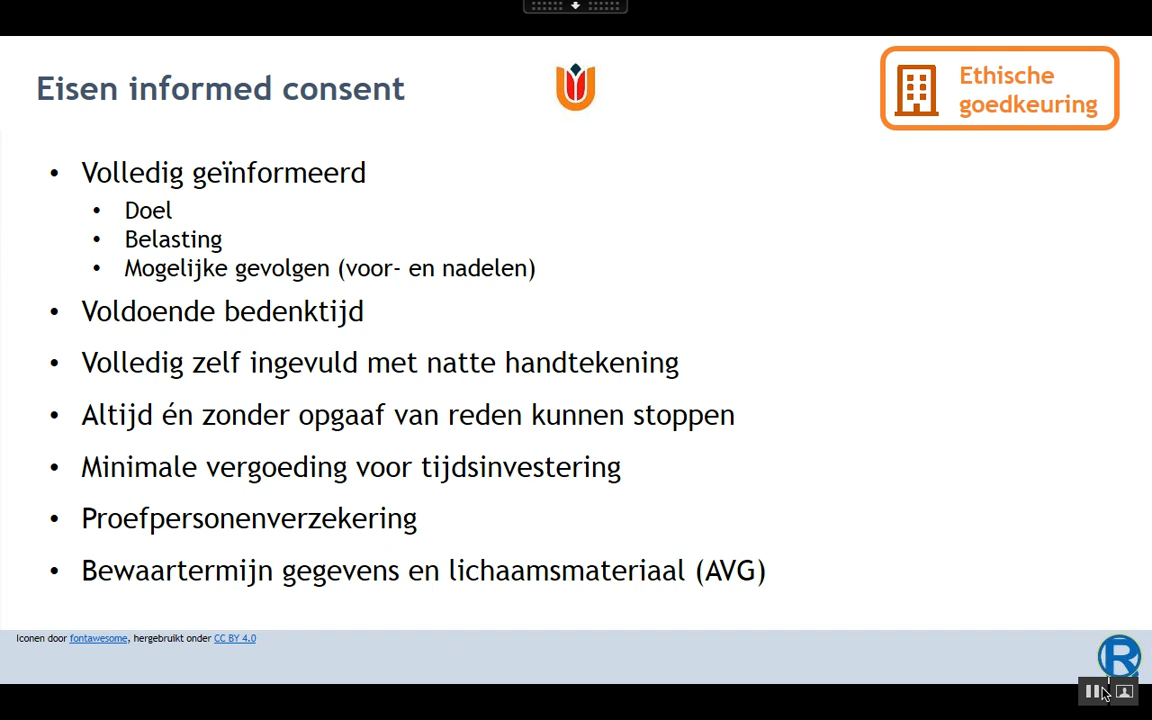 Eisen informed consent
Ethische
goedkeuring
• Volledig geïnformeerd
• Doel
• Belasting
• Mogelijke gevolgen (voor- en nadelen)
• Voldoende bedenktijd
• Volledig zelf ingevuld met natte handtekening
• Altijd én zonder opgaaf van reden kunnen stoppen
• Minimale vergoeding voor tijdsinvestering
• Proefpersonenverzekering
• Bewaartermijn gegevens en lichaamsmateriaal (AVG)
Iconen door fontawesome, hergebruikt onder CC BY 4.0
R